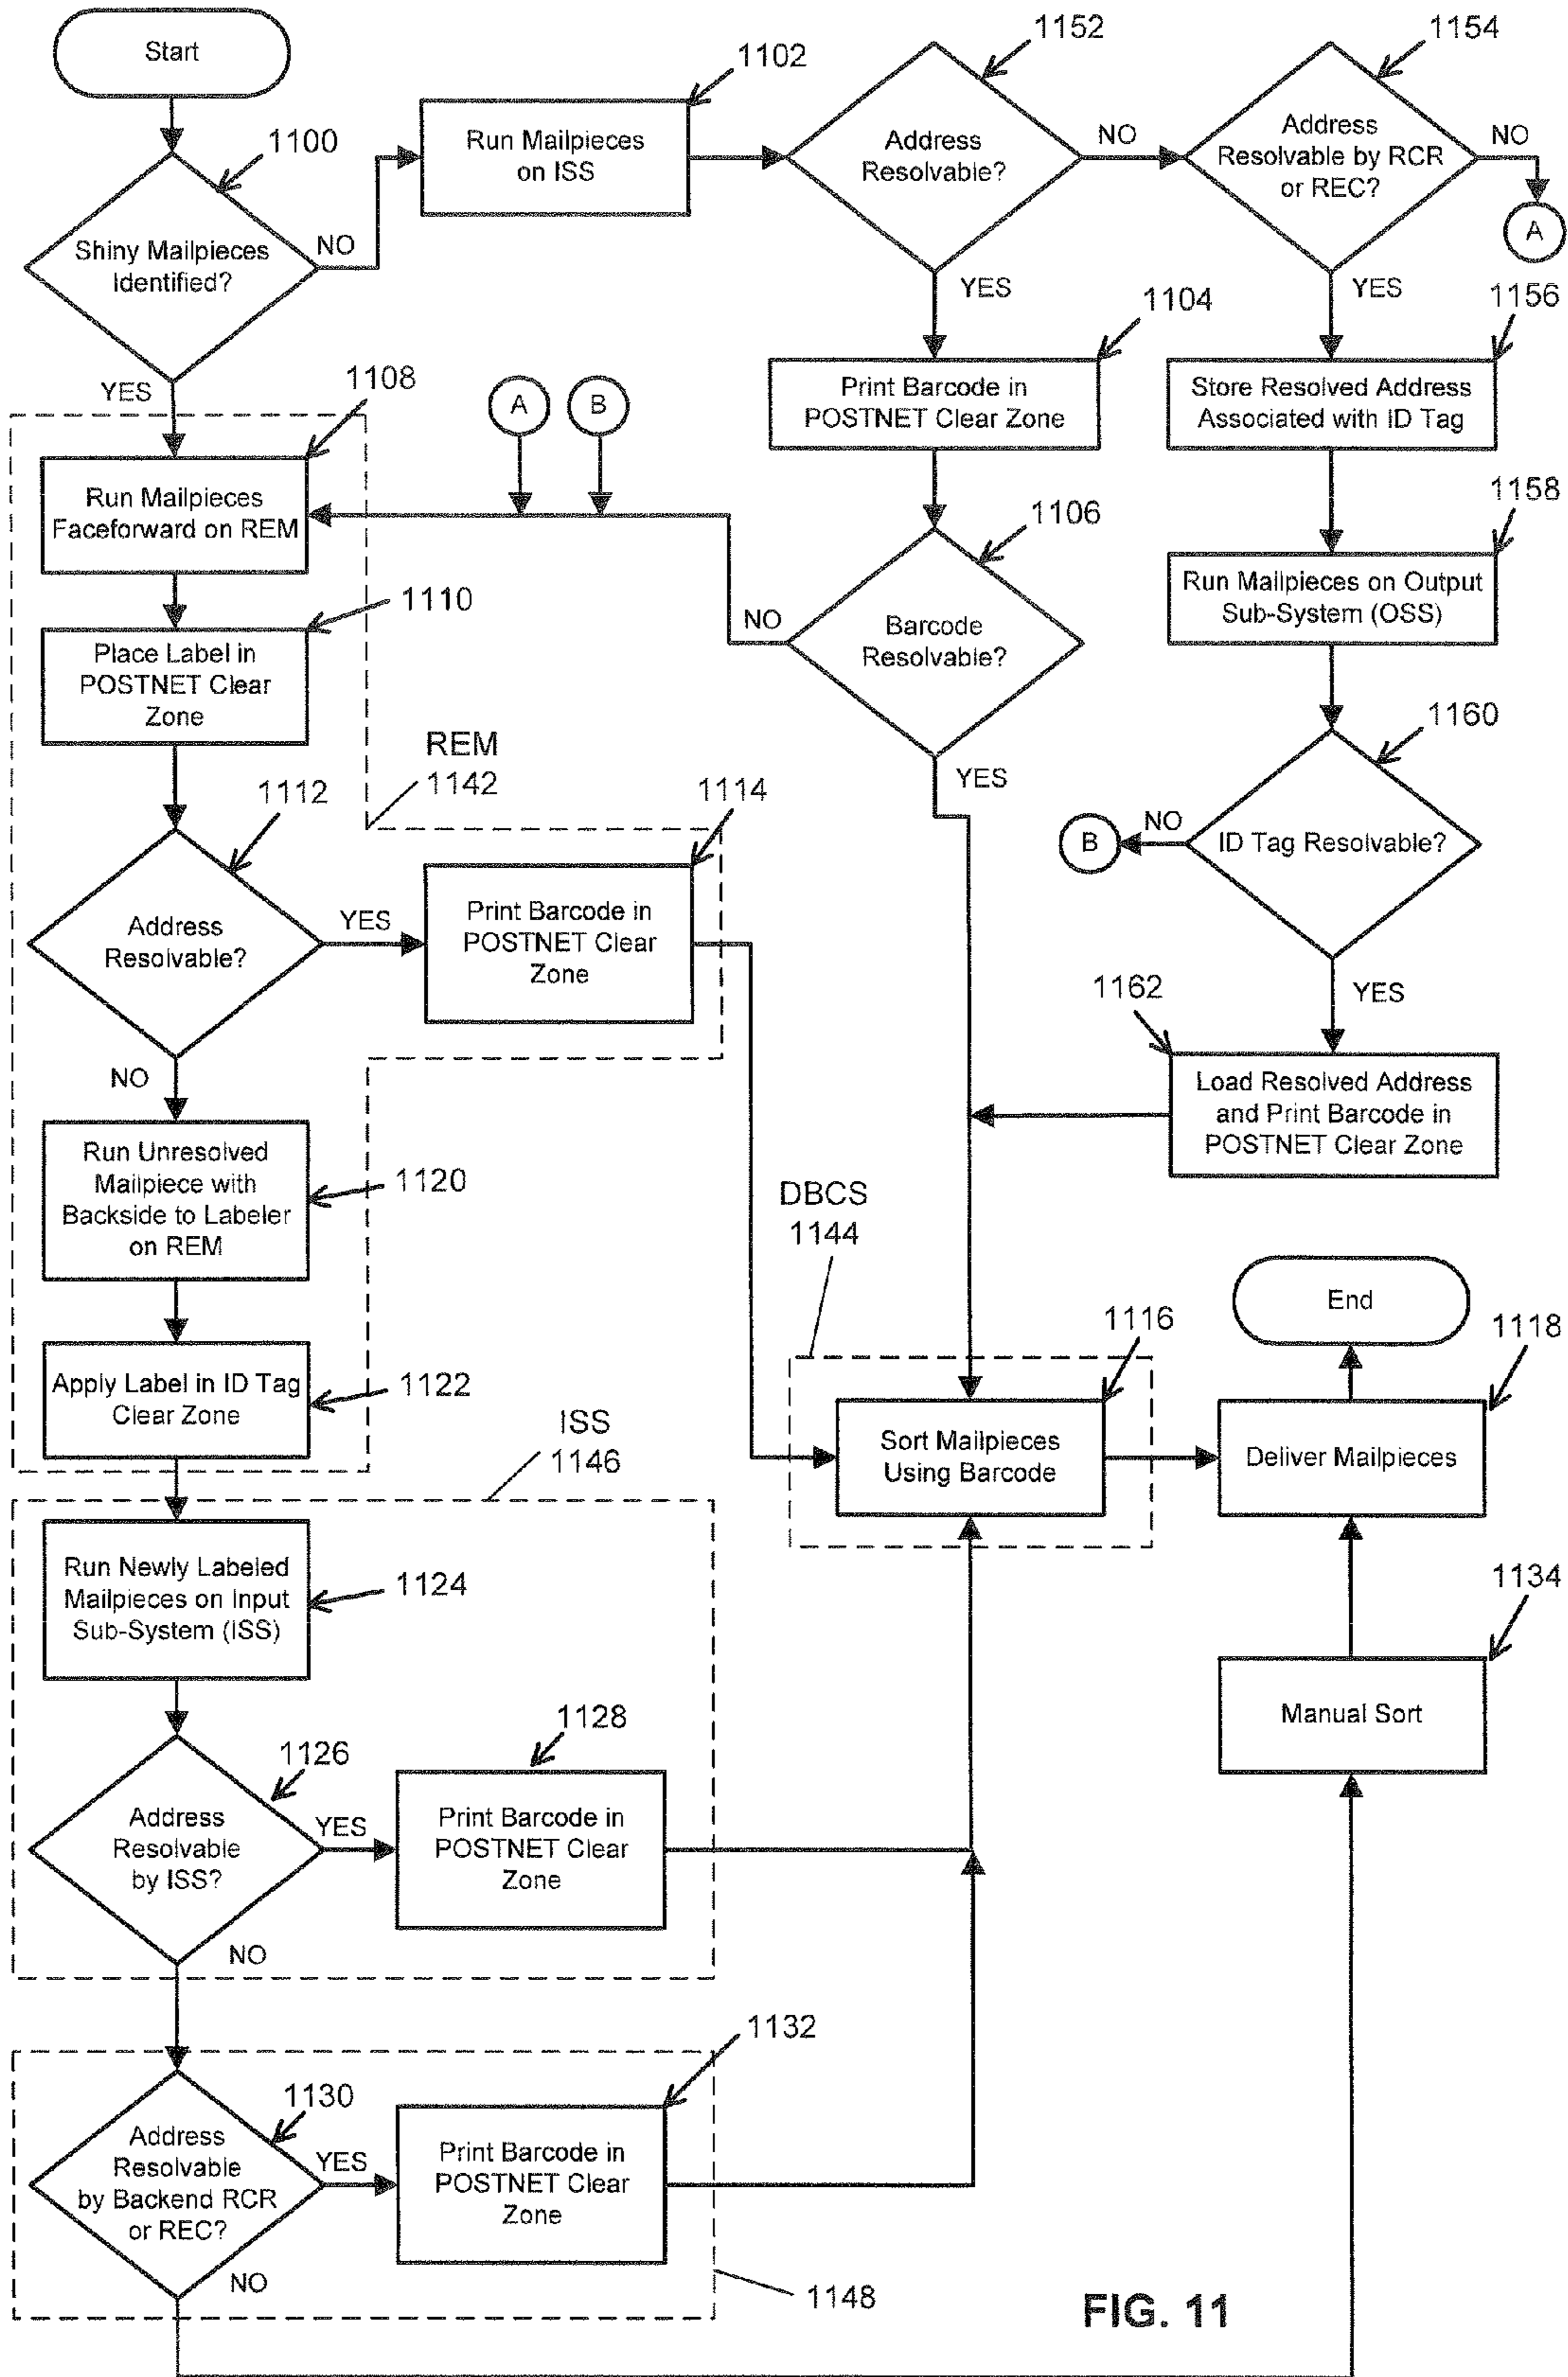 Start
1100
Shiny Mailpieces
Identified?
NO
YES
1102
Run Mailpieces
on ISS
1152
Address
Resolvable?
NO
YES
1154
Address
Resolvable by RCR
or REC?
NO
A
YES
1104
Print Barcode in
POSTNET Clear Zone
1156
Store Resolved Address
Associated with ID Tag
1108
A
B
Run Mailpieces
Faceforward on REM
1106
Barcode
Resolvable?
NO
YES
1158
Run Mailpieces on Output
Sub-System (OSS)
1110
Place Label in
POSTNET Clear
Zone
REM
1142
1160
ID Tag Resolvable?
NO
B
YES
1112
Address
Resolvable?
YES
NO
1114
Print Barcode in
POSTNET Clear
Zone
1162
Load Resolved Address
and Print Barcode in
POSTNET Clear Zone
Run Unresolved
Mailpiece with
Backside to Labeler
on REM
1120
DBCS
1144
End
Apply Label in ID Tag
Clear Zone
1122
1116
Sort Mailpieces
Using Barcode
1118
Deliver Mailpieces
ISS
1146
Run Newly Labeled
Mailpieces on Input
Sub-System (ISS)
1124
1134
Manual Sort
1126
Address
Resolvable
by ISS?
YES
NO
1128
Print Barcode in
POSTNET Clear
Zone
1130
Address
Resolvable
by Backend RCR
or REC?
YES
NO
1132
Print Barcode in
POSTNET Clear
Zone
1148
FIG. 11